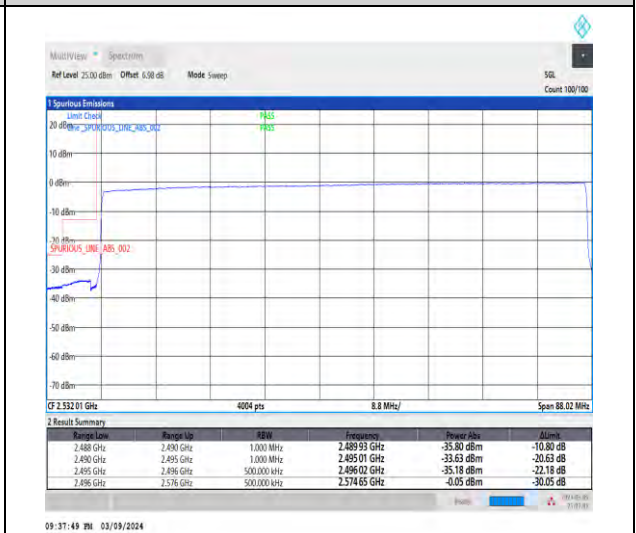 MultiView Spectrum
Ref Level 25.00 dBm Offset 6.98 dB Mode Sweep SGL
Count 100/100
1 Spurious Emissions
Limit Check PASS
20 dBm Line _SPURIOUS_LINE_ABS_002 PASS
10 dBm
0 dBm
-10 dBm
-20 dBm
SPURIOUS_LINE_ABS_002
-30 dBm
-40 dBm
-50 dBm
-60 dBm
-70 dBm
CF 2.532 01 GHz 4004 pts 8.8 MHz/ Span 88.02 MHz
2 Result Summary
Range Low Range Up RBW Frequency Power Abs ΔLimit
2.488 GHz 2.490 GHz 1.000 MHz 2.489 93 GHz -35.80 dBm -10.80 dB
2.490 GHz 2.495 GHz 1.000 MHz 2.495 01 GHz -33.63 dBm -20.63 dB
2.495 GHz 2.496 GHz 500.000 kHz 2.496 02 GHz -35.18 dBm -22.18 dB
2.496 GHz 2.576 GHz 500.000 kHz 2.574 65 GHz -0.05 dBm -30.05 dB
09:37:49 PM 03/09/2024